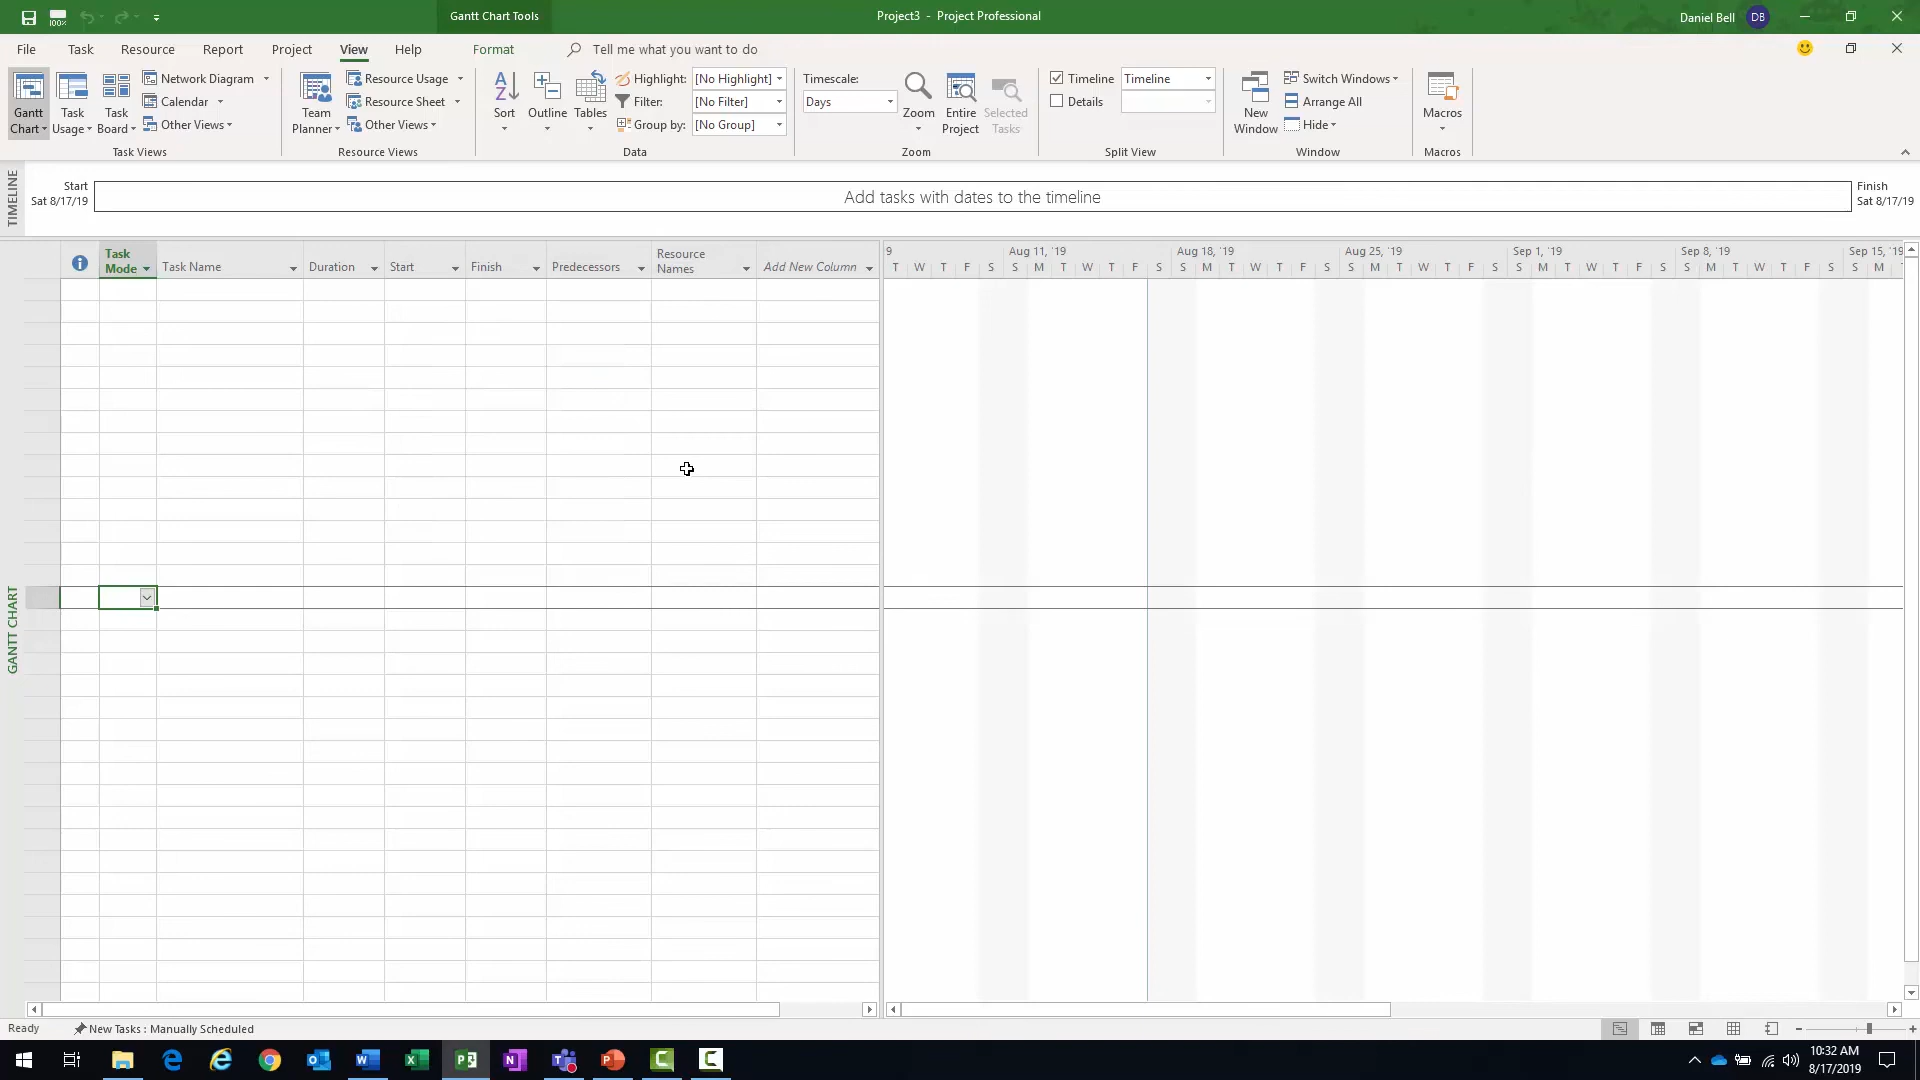 100%
Gantt Chart Tools
Project3 - Project Professional
Daniel Bell DB
File Task Resource Report Project View Help Format Tell me what you want to do
Gantt Chart
Task Usage
Task Board
Network Diagram
Calendar
Other Views
Task Views
Team Planner
Resource Usage
Resource Sheet
Other Views
Resource Views
A Z
Sort
Outline
Tables
Highlight: [No Highlight]
Filter: [No Filter]
Group by: [No Group]
Data
Timescale:
Days
Zoom
Entire Project
Selected Tasks
Zoom
Timeline Timeline
Details
Split View
New Window
Switch Windows
Arrange All
Hide
Window
Macros
Macros
TIMELINE
Start
Sat 8/17/19
Add tasks with dates to the timeline
Finish
Sat 8/17/19
Task Mode
Task Name
Duration
Start
Finish
Predecessors
Resource Names
Add New Column
9 Aug 11, '19 Aug 18, '19 Aug 25, '19 Sep 1, '19 Sep 8, '19 Sep 15, '19
T W T F S S M T W T F S S M T W T F S S M T W T F S S M T W T F S S M T W T F S S M
GANTT CHART
Ready New Tasks : Manually Scheduled
10:32 AM
8/17/2019